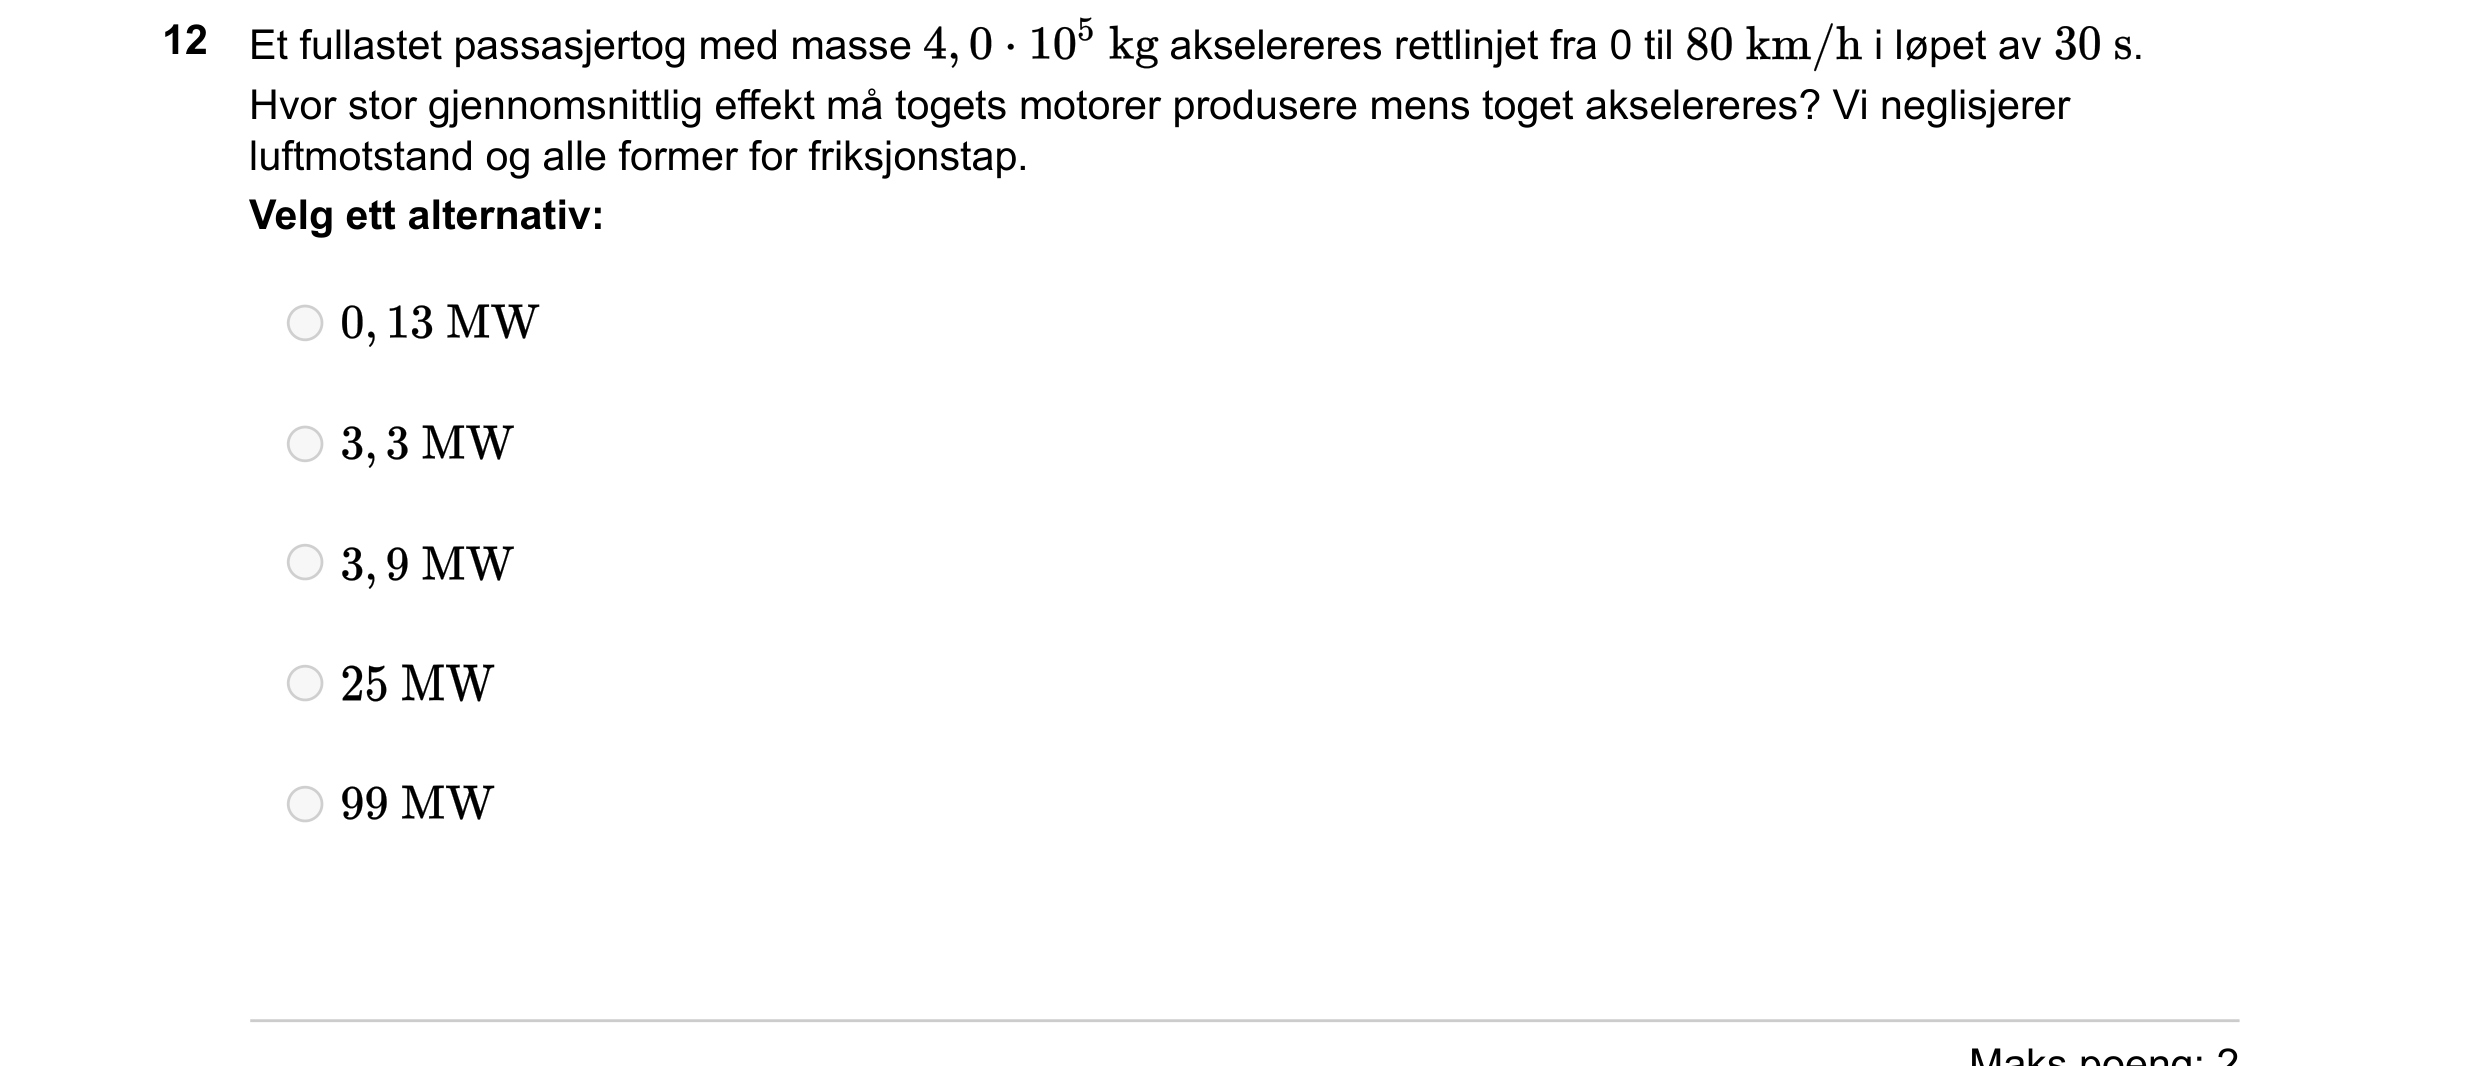 12 Et fullastet passasjertog med masse 4, 0 · 10⁵ kg akselereres rettlinjet fra 0 til 80 km/h i løpet av 30 s.
Hvor stor gjennomsnittlig effekt må togets motorer produsere mens toget akselereres? Vi neglisjerer
luftmotstand og alle former for friksjonstap.
Velg ett alternativ:
0, 13 MW
3, 3 MW
3, 9 MW
25 MW
99 MW
Maks poeng: 2